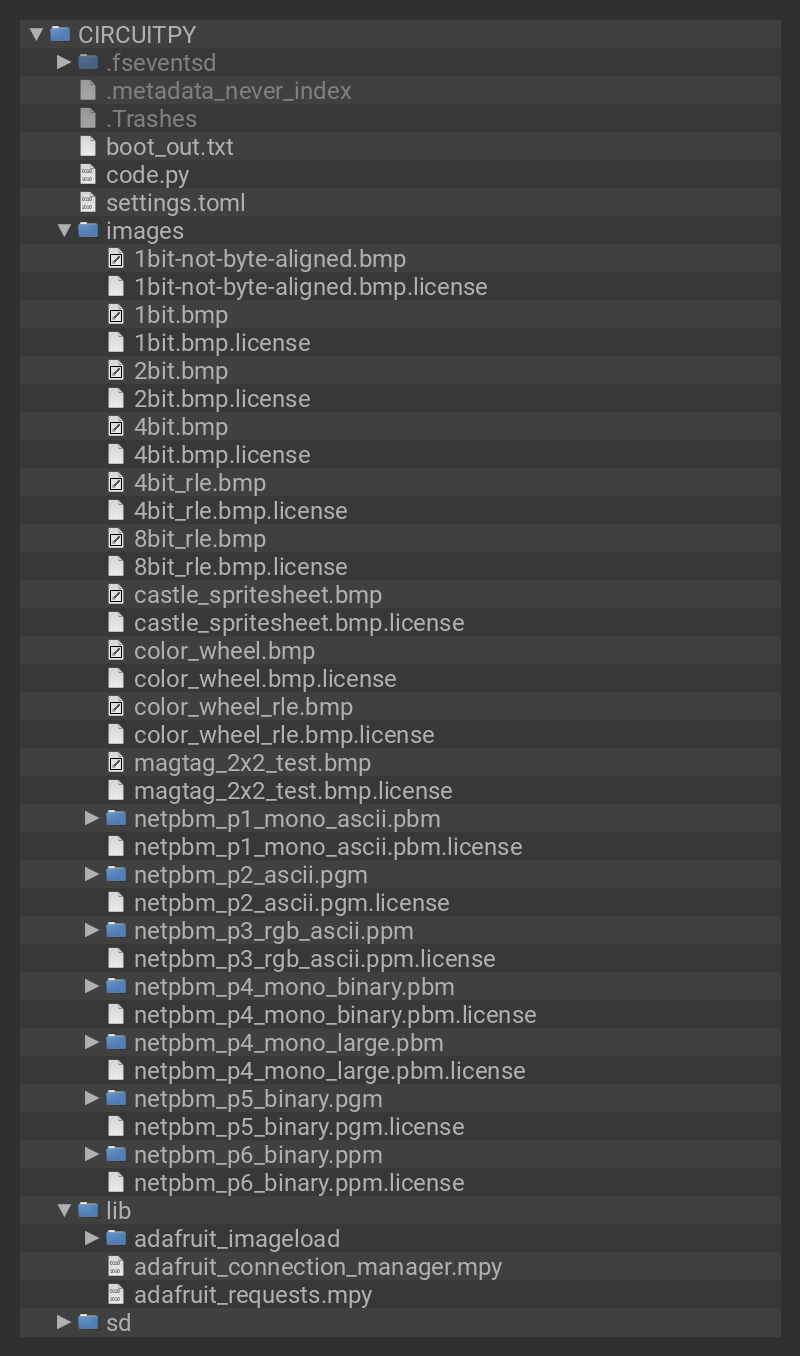 CIRCUITPY
.fseventsd
.metadata_never_index
.Trashes
boot_out.txt
code.py
settings.toml
images
1bit-not-byte-aligned.bmp
1bit-not-byte-aligned.bmp.license
1bit.bmp
1bit.bmp.license
2bit.bmp
2bit.bmp.license
4bit.bmp
4bit.bmp.license
4bit_rle.bmp
4bit_rle.bmp.license
8bit_rle.bmp
8bit_rle.bmp.license
castle_spritesheet.bmp
castle_spritesheet.bmp.license
color_wheel.bmp
color_wheel.bmp.license
color_wheel_rle.bmp
color_wheel_rle.bmp.license
magtag_2x2_test.bmp
magtag_2x2_test.bmp.license
netpbm_p1_mono_ascii.pbm
netpbm_p1_mono_ascii.pbm.license
netpbm_p2_ascii.pgm
netpbm_p2_ascii.pgm.license
netpbm_p3_rgb_ascii.ppm
netpbm_p3_rgb_ascii.ppm.license
netpbm_p4_mono_binary.pbm
netpbm_p4_mono_binary.pbm.license
netpbm_p4_mono_large.pbm
netpbm_p4_mono_large.pbm.license
netpbm_p5_binary.pgm
netpbm_p5_binary.pgm.license
netpbm_p6_binary.ppm
netpbm_p6_binary.ppm.license
lib
adafruit_imageload
adafruit_connection_manager.mpy
adafruit_requests.mpy
sd